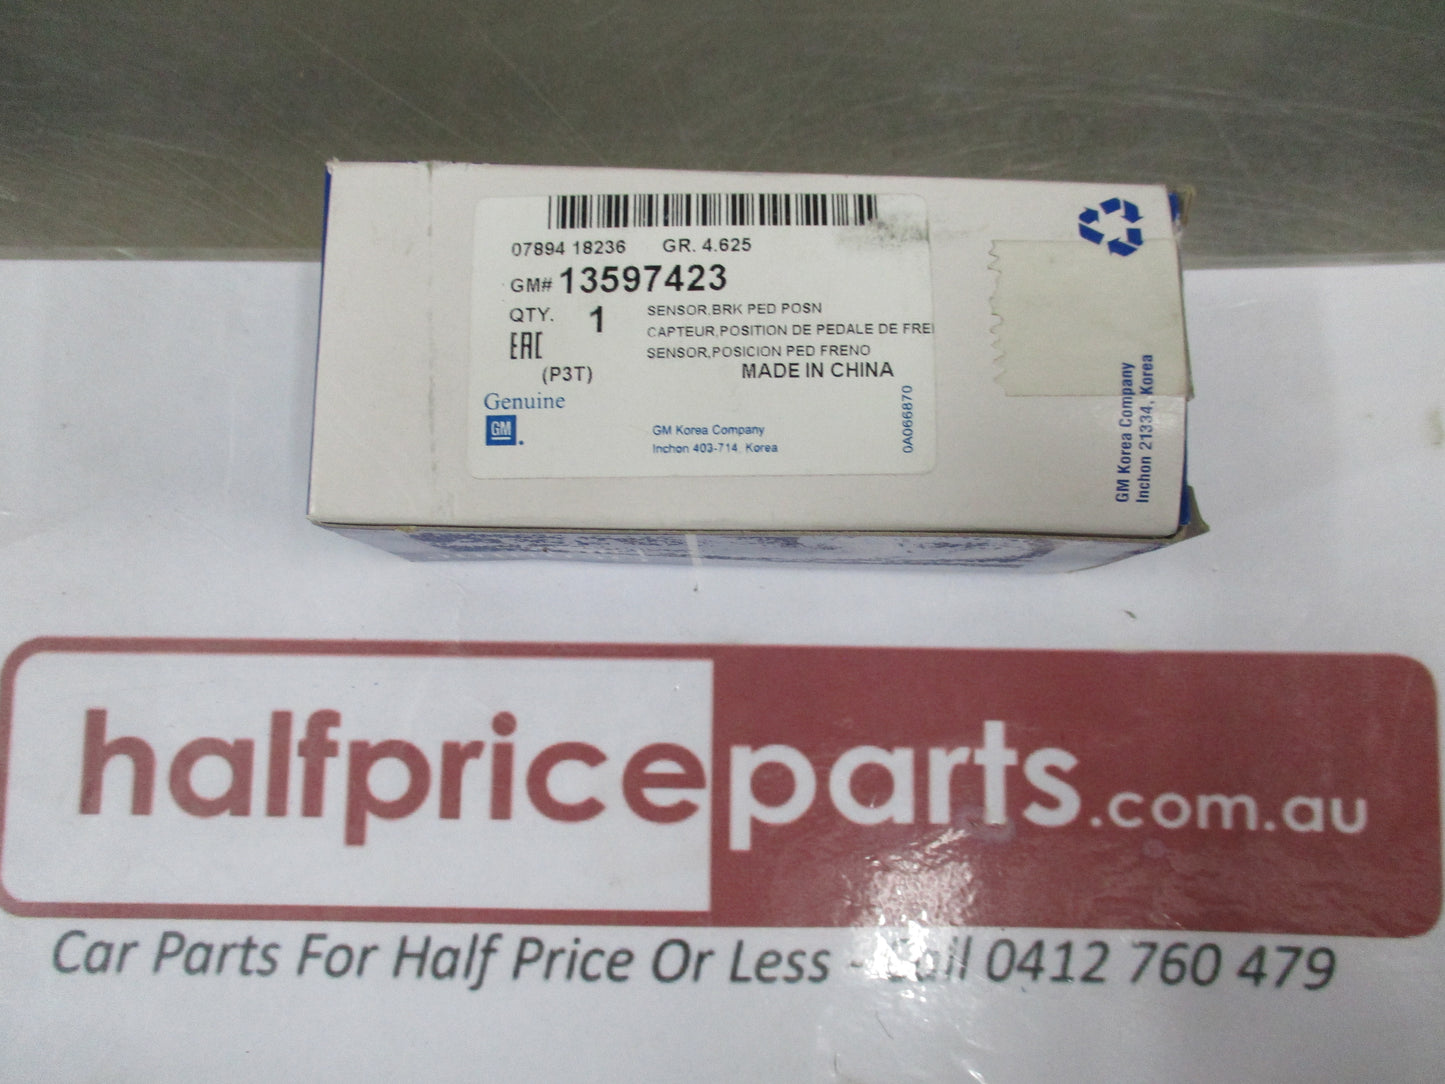 07894 18236 GR. 4.625
GM# 13597423
QTY. 1
SENSOR,BRK PED POSN
CAPTEUR,POSITION DE PEDALE DE FREI
SENSOR,POSICION PED FRENO
EAC
(P3T)
MADE IN CHINA
Genuine
GM
GM Korea Company
Inchon 403-714, Korea
0A066870
GM Korea Company
Inchon 21334, Korea
halfpriceparts.com.au
Car Parts For Half Price Or Less - Call 0412 760 479